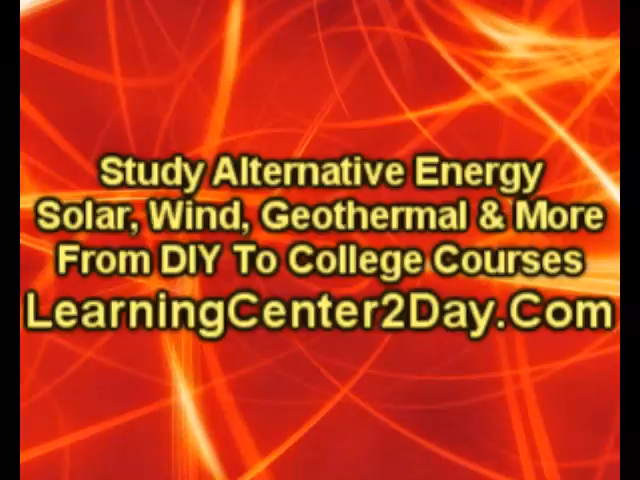 Study Alternative Energy
Solar, Wind, Geothermal & More
From DIY To College Courses
LearningCenter2Day.Com